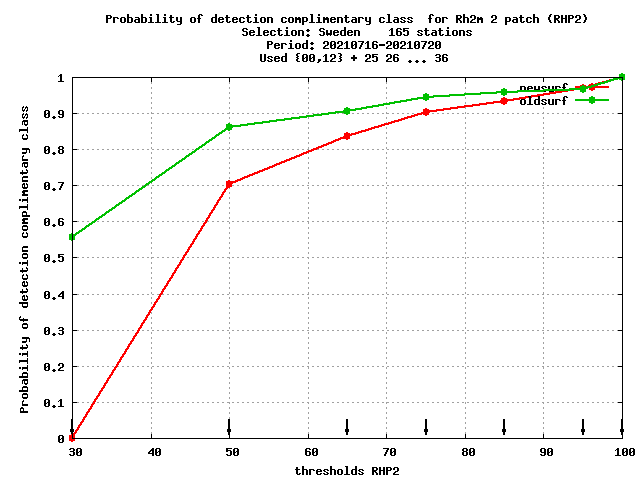 Probability of detection complimentary class  for Rh2m 2 patch (RHP2)
Selection: Sweden    165 stations
Period: 20210716-20210720
Used {00,12} + 25 26 ... 36
Probability of detection complimentary class
1
0.9
0.8
0.7
0.6
0.5
0.4
0.3
0.2
0.1
0
newsurf
oldsurf
30 40 50 60 70 80 90 100
thresholds RHP2